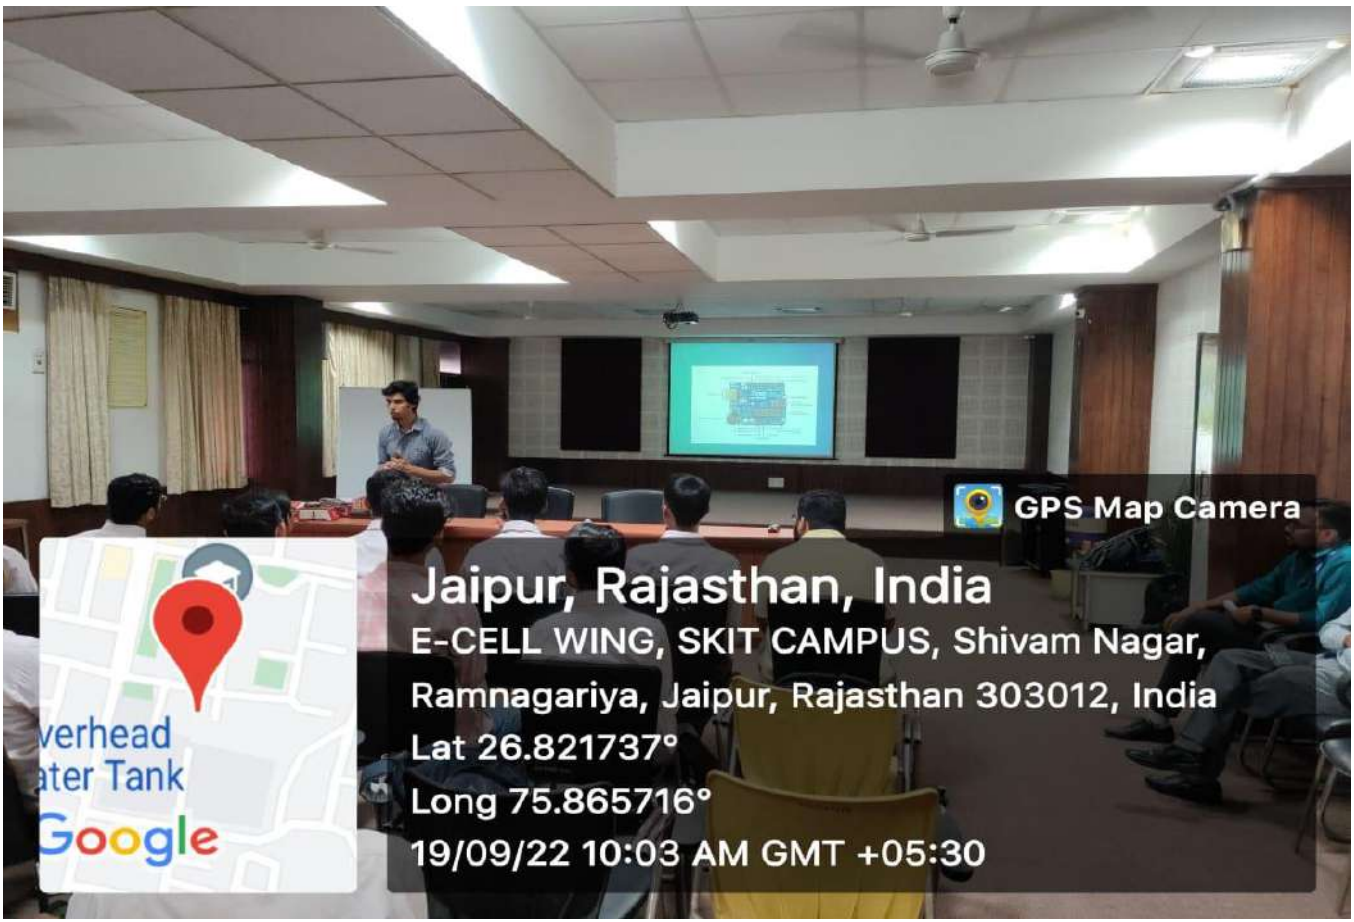 GPS Map Camera
Jaipur, Rajasthan, India
E-CELL WING, SKIT CAMPUS, Shivam Nagar,
Ramnagariya, Jaipur, Rajasthan 303012, India
Lat 26.821737°
Long 75.865716°
19/09/22 10:03 AM GMT +05:30
verhead
ater Tank
Google